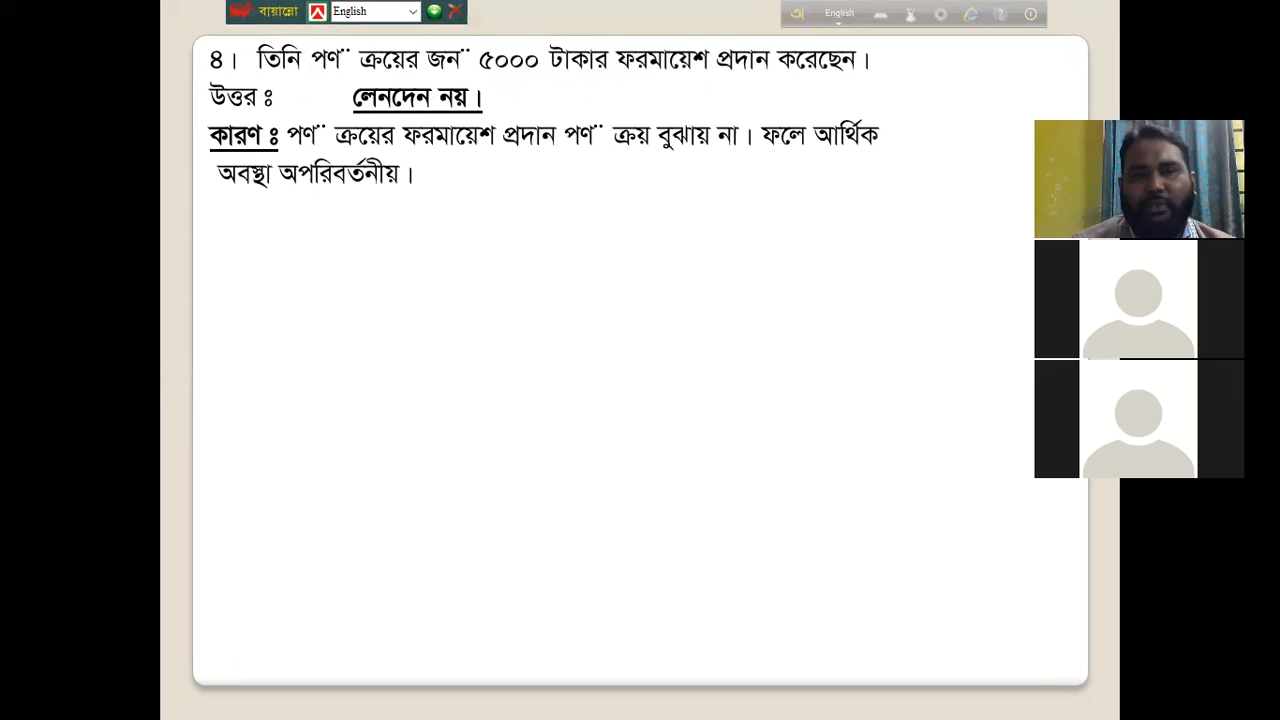 বায়ান্নো English
অ English
৪। তিনি পণ¨ ক্রয়ের জন¨ ৫০০০ টাকার ফরমায়েশ প্রদান করেছেন।
উত্তর ঃ লেনদেন নয়।
কারণ ঃ পণ¨ ক্রয়ের ফরমায়েশ প্রদান পণ¨ ক্রয় বুঝায় না। ফলে আর্থিক
অবস্থা অপরিবর্তনীয়।